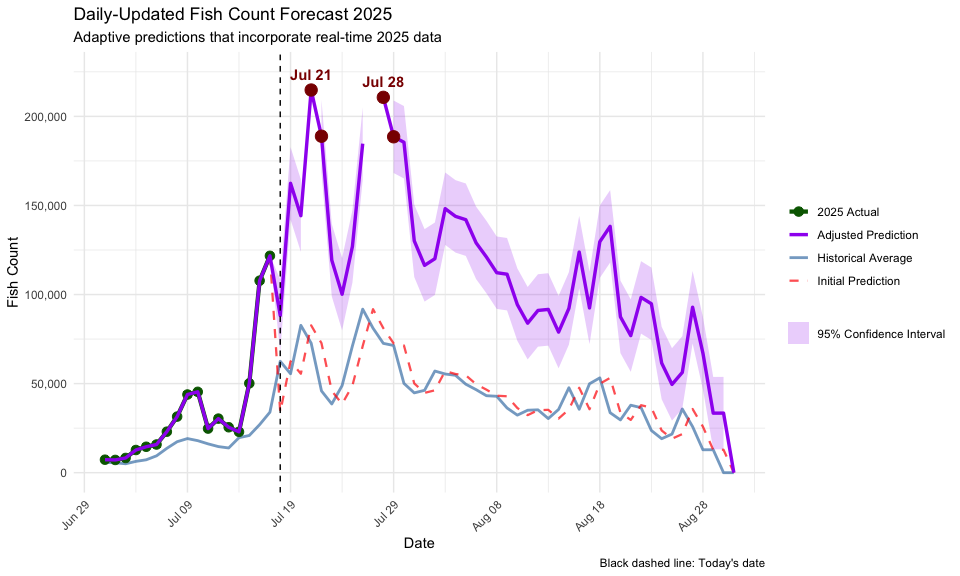 Daily-Updated Fish Count Forecast 2025
Adaptive predictions that incorporate real-time 2025 data
Jul 21
Jul 28
200,000
150,000
100,000
50,000
0
Fish Count
Jun 29
Jul 09
Jul 19
Jul 29
Aug 08
Aug 18
Aug 28
Date
2025 Actual
Adjusted Prediction
Historical Average
Initial Prediction
95% Confidence Interval
Black dashed line: Today's date